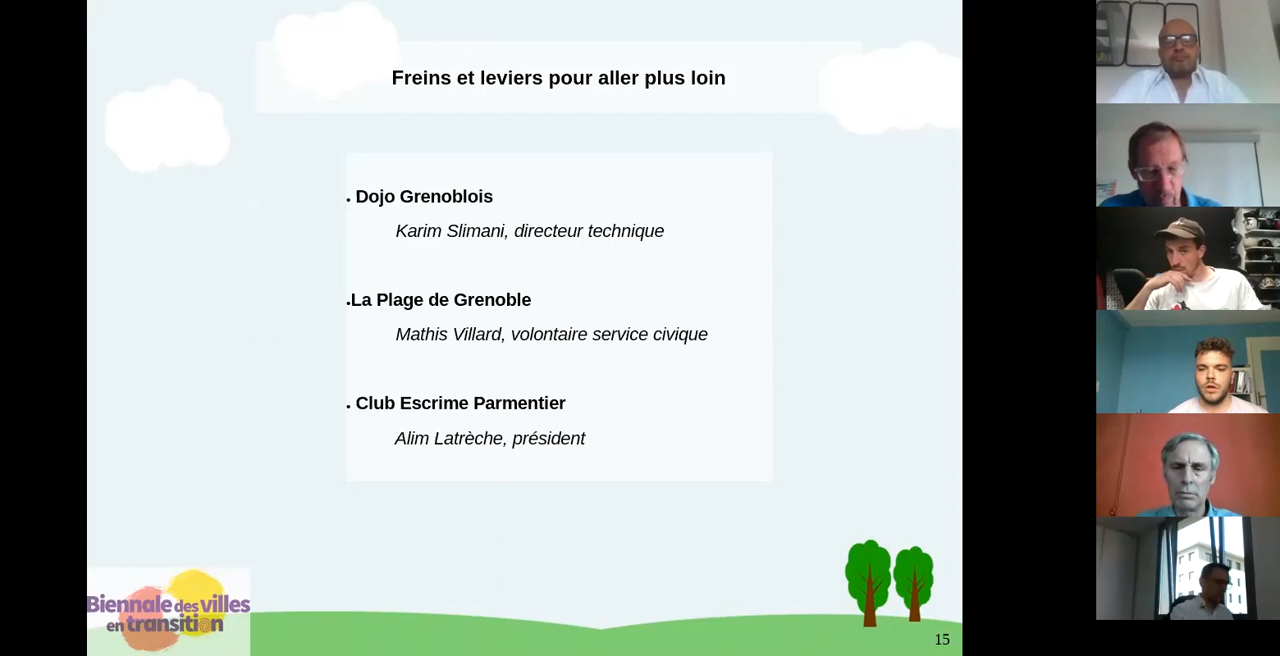 Freins et leviers pour aller plus loin
• Dojo Grenoblois
Karim Slimani, directeur technique
•La Plage de Grenoble
Mathis Villard, volontaire service civique
• Club Escrime Parmentier
Alim Latrèche, président
Biennale des villes
en transition
15